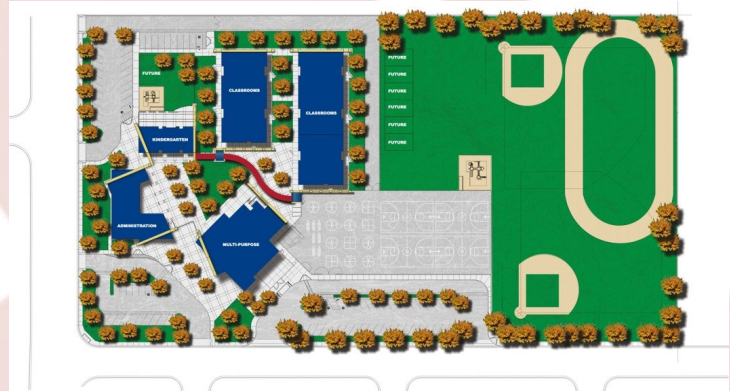 FUTURE
CLASSROOMS
CLASSROOMS
KINDERGARTEN
ADMINISTRATION
MULTI-PURPOSE
FUTURE
FUTURE
FUTURE
FUTURE
FUTURE
FUTURE